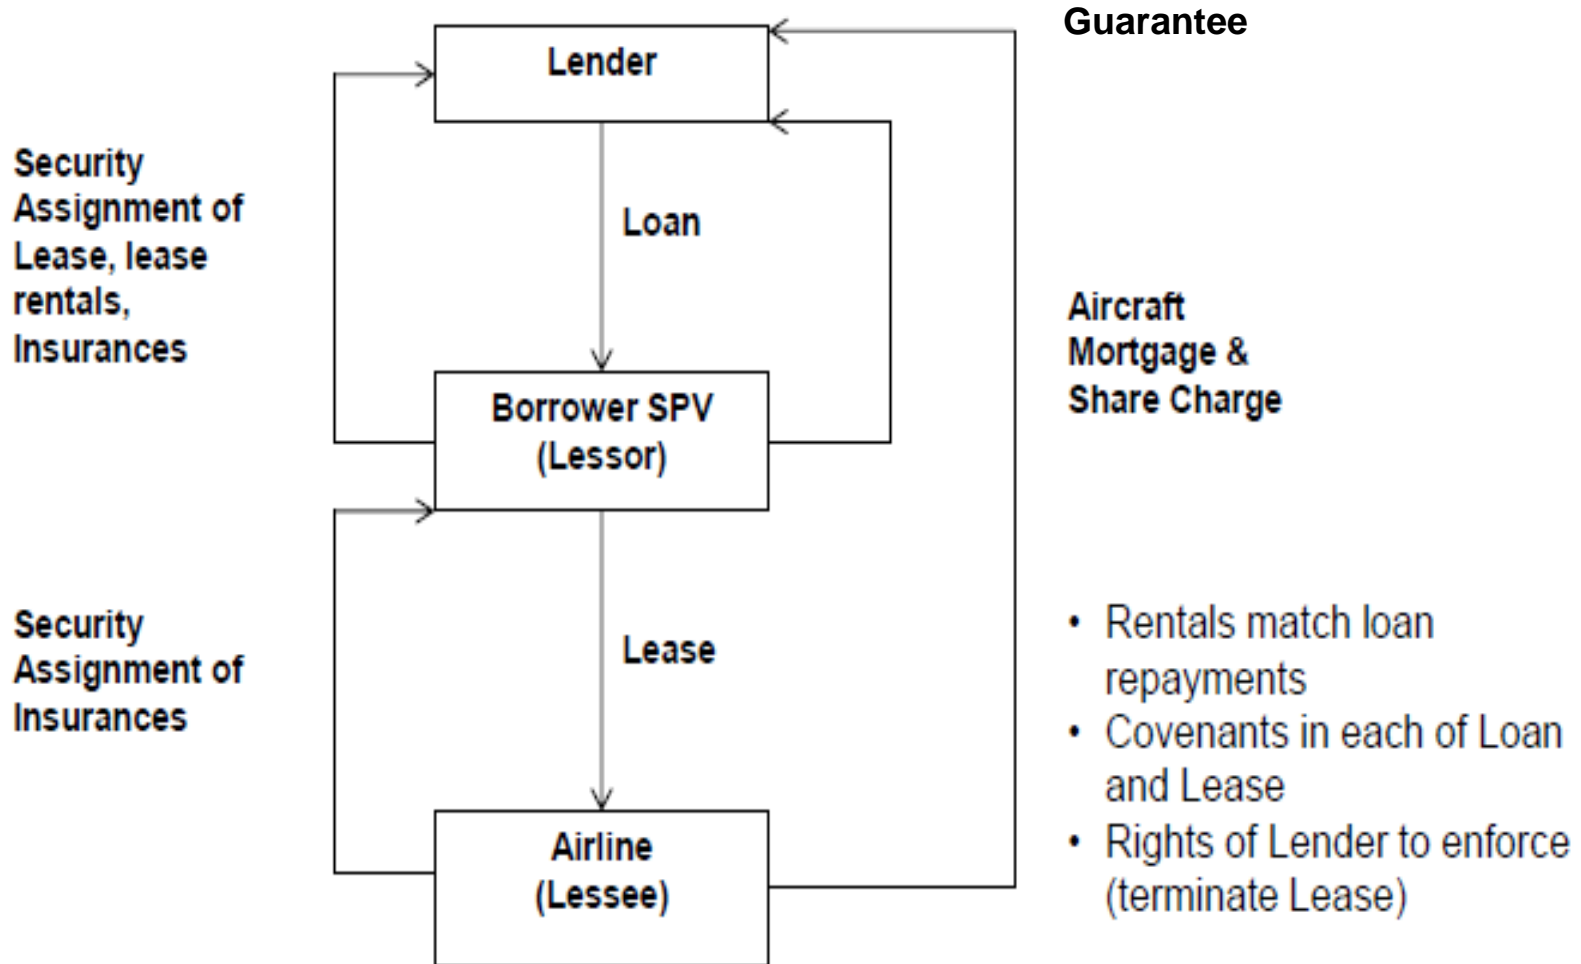 Guarantee
Lender
Security
Assignment of
Lease, lease
rentals,
Insurances
Loan
Aircraft
Mortgage &
Share Charge
Borrower SPV
(Lessor)
Security
Assignment of
Insurances
Lease
• Rentals match loan
repayments
• Covenants in each of Loan
and Lease
• Rights of Lender to enforce
(terminate Lease)
Airline
(Lessee)